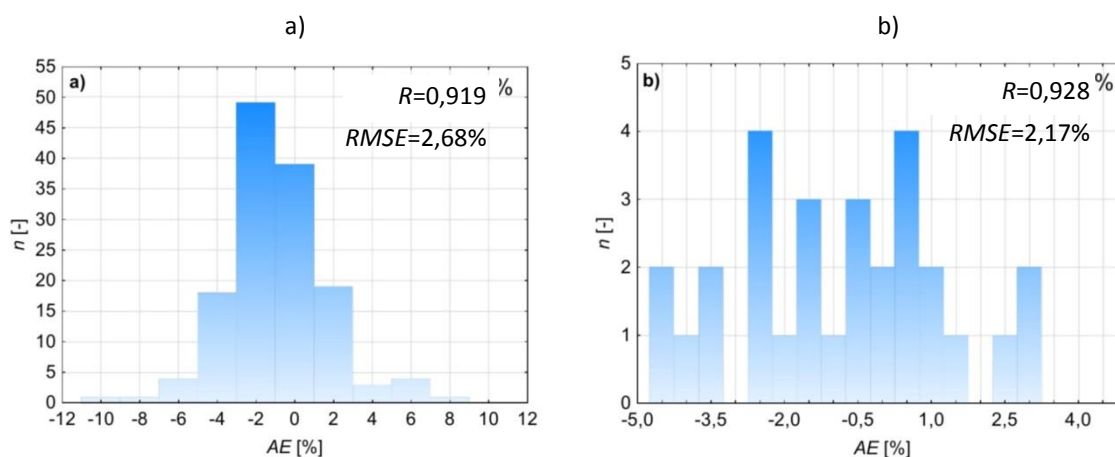 a)
b)
a)
R=0,919
%
RMSE=2,68%
55
50
45
40
35
30
25
20
15
10
5
0
n [-]
-12 -10 -8 -6 -4 -2 0 2 4 6 8 10 12
AE [%]
b)
R=0,928
%
RMSE=2,17%
5
4
3
2
1
0
n [-]
-5,0 -3,5 -2,0 -0,5 1,0 2,5 4,0
AE [%]